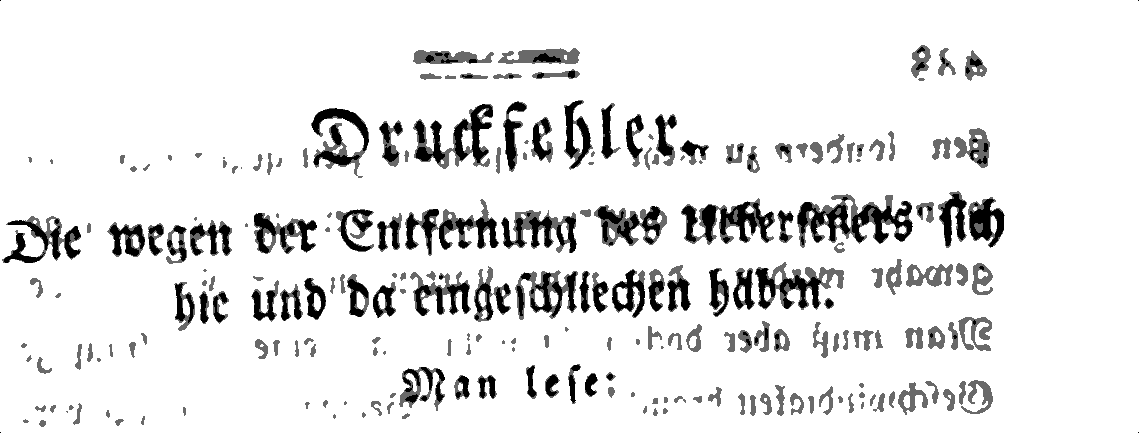 Druckfehler.
Die wegen der Entfernung des Uebersetzers sich
hie und da eingeschliechen haben.
Man lese: